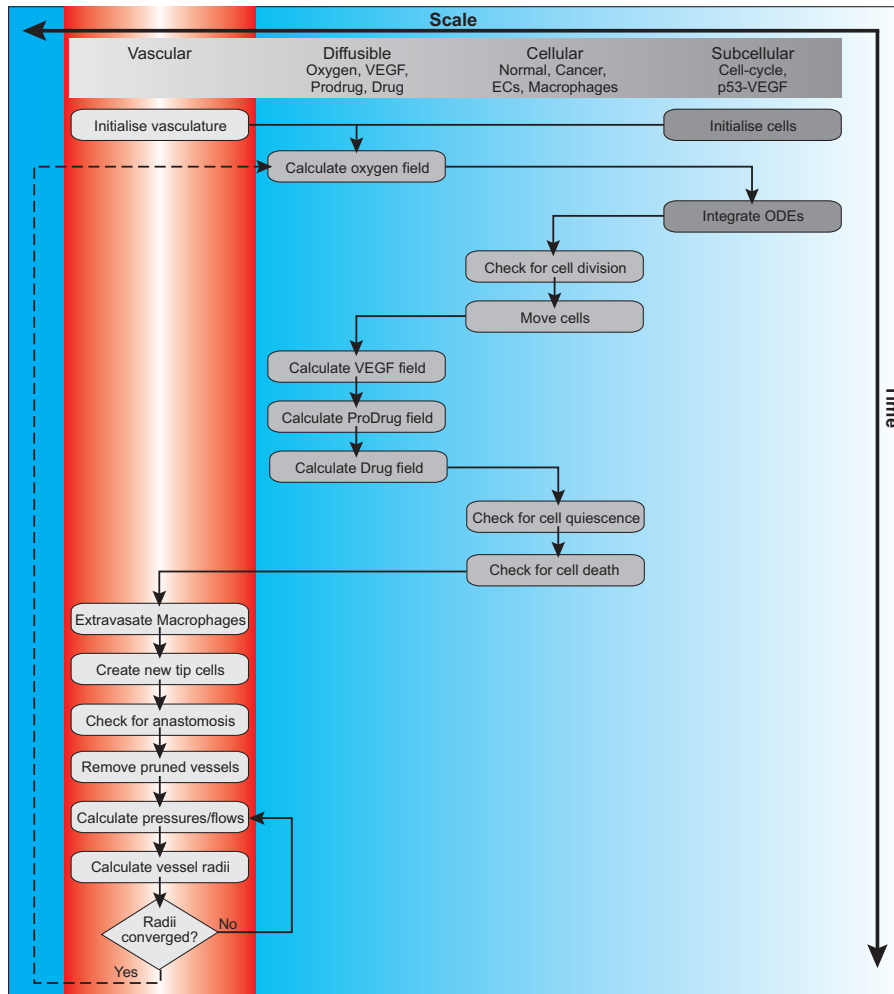 Scale
Vascular
Diffusible
Oxygen, VEGF,
Prodrug, Drug
Cellular
Normal, Cancer,
ECs, Macrophages
Subcellular
Cell-cycle,
p53-VEGF
Initialise vasculature
Initialise cells
Calculate oxygen field
Integrate ODEs
Check for cell division
Move cells
Calculate VEGF field
Time
Calculate ProDrug field
Calculate Drug field
Check for cell quiescence
Check for cell death
Extravasate Macrophages
Create new tip cells
Check for anastomosis
Remove pruned vessels
Calculate pressures/flows
Calculate vessel radii
Radii
converged?
No
Yes